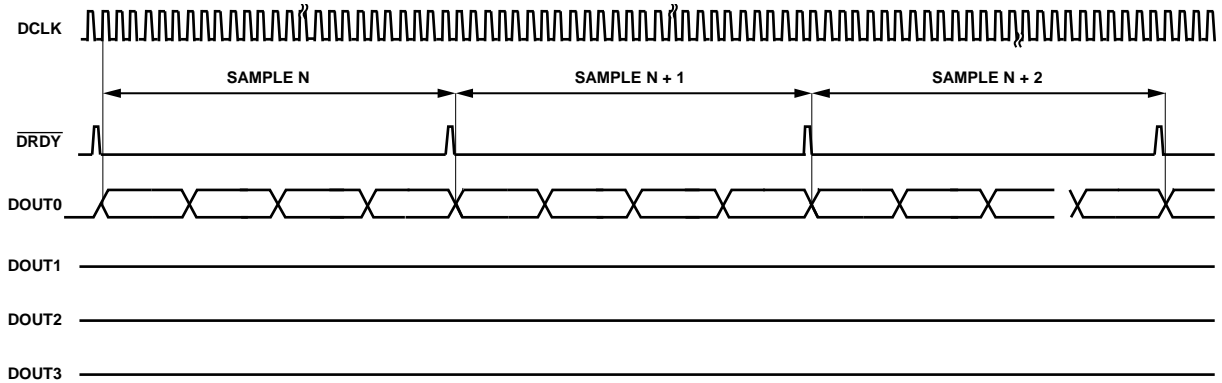 DCLK
SAMPLE N
SAMPLE N + 1
SAMPLE N + 2
DRDY
DOUT0
DOUT1
DOUT2
DOUT3